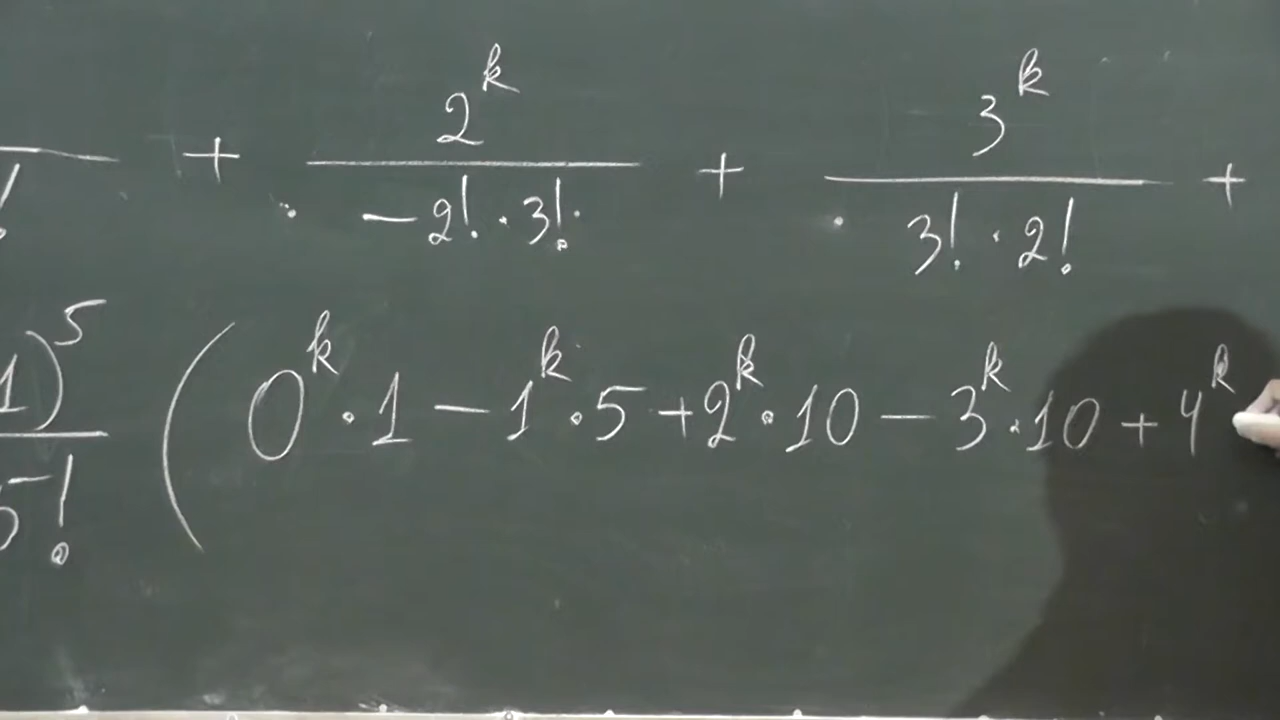 ! + 2^k / (−2! · 3!) + 3^k / (3! · 2!) +
1)^5 / 5! ( 0^k · 1 − 1^k · 5 + 2^k · 10 − 3^k · 10 + 4^k